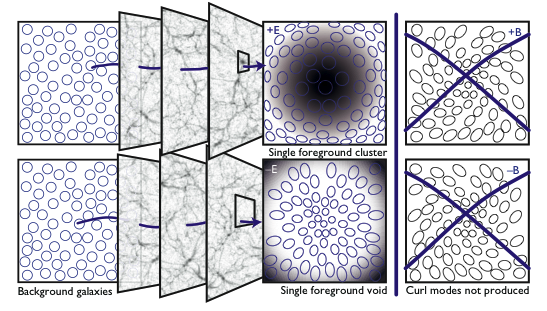 +E
+B
Single foreground cluster
-E
-B
Background galaxies
Single foreground void
Curl modes not produced